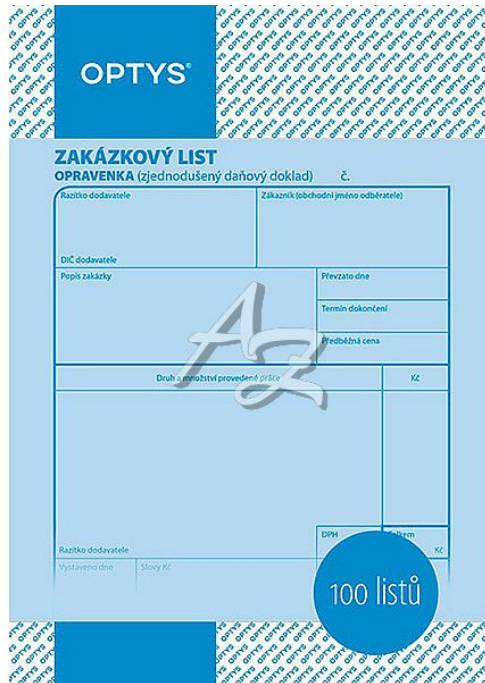 OPTYS®
ZAKÁZKOVÝ LIST
OPRAVENKA (zjednodušený daňový doklad) č.
Razítko dodavatele Zákazník (obchodní jméno odběratele)
DIČ dodavatele
Popis zakázky Převzato dne
Termín dokončení
Předběžná cena
AZ
Druh a množství provedené práce Kč
DPH Celkem
Razítko dodavatele Kč
Vystaveno dne Slovy Kč
100 listů